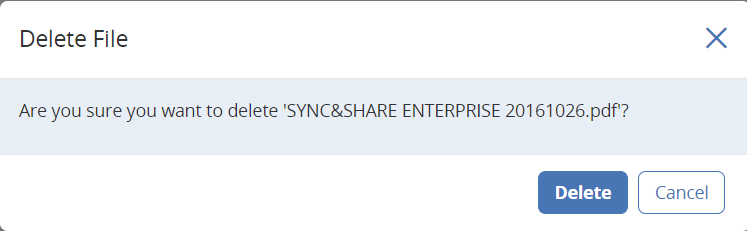 Delete File
Are you sure you want to delete 'SYNC&SHARE ENTERPRISE 20161026.pdf'?
Delete
Cancel